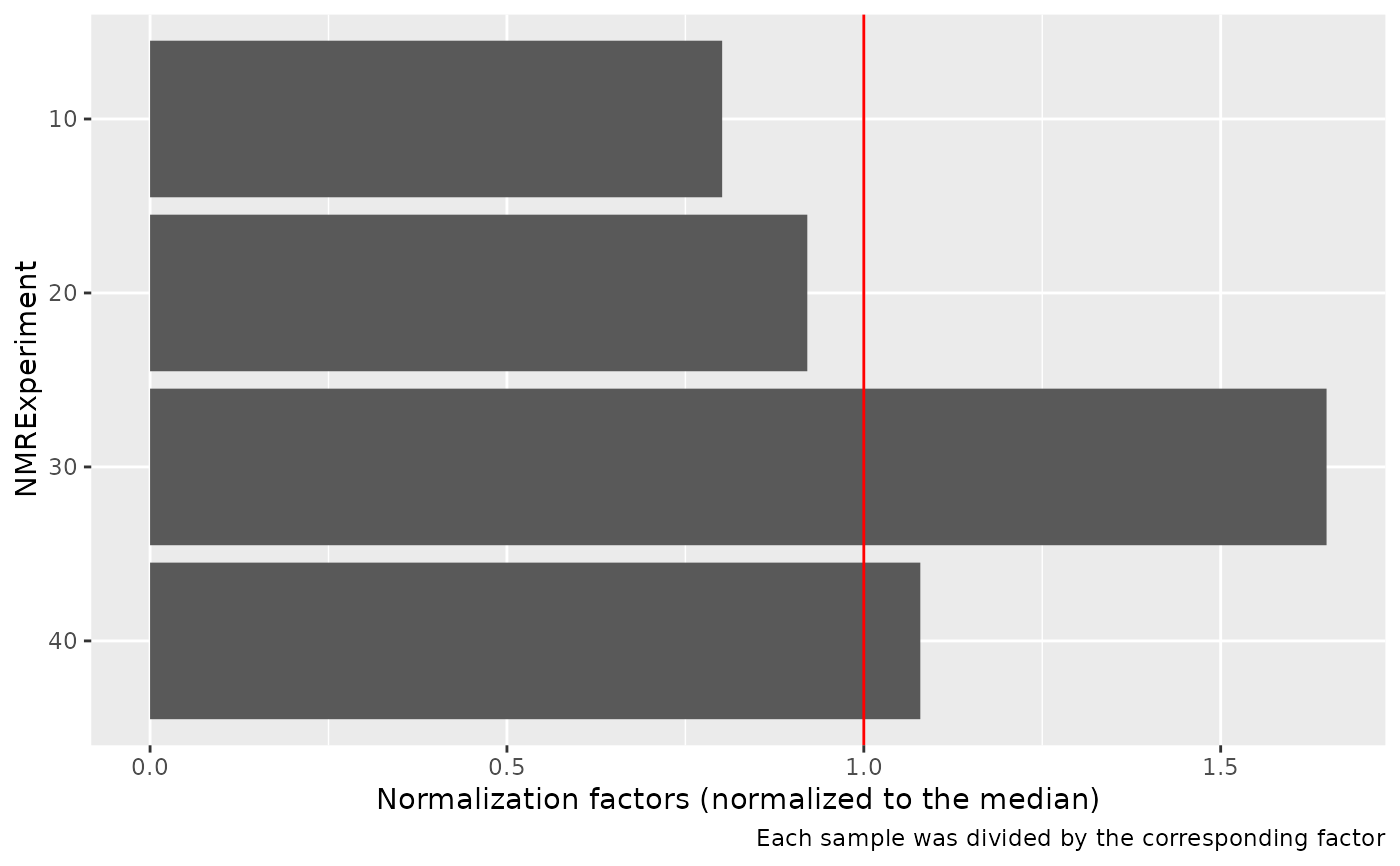 NMRExperiment
10
20
30
40
0.0 0.5 1.0 1.5
Normalization factors (normalized to the median)
Each sample was divided by the corresponding factor